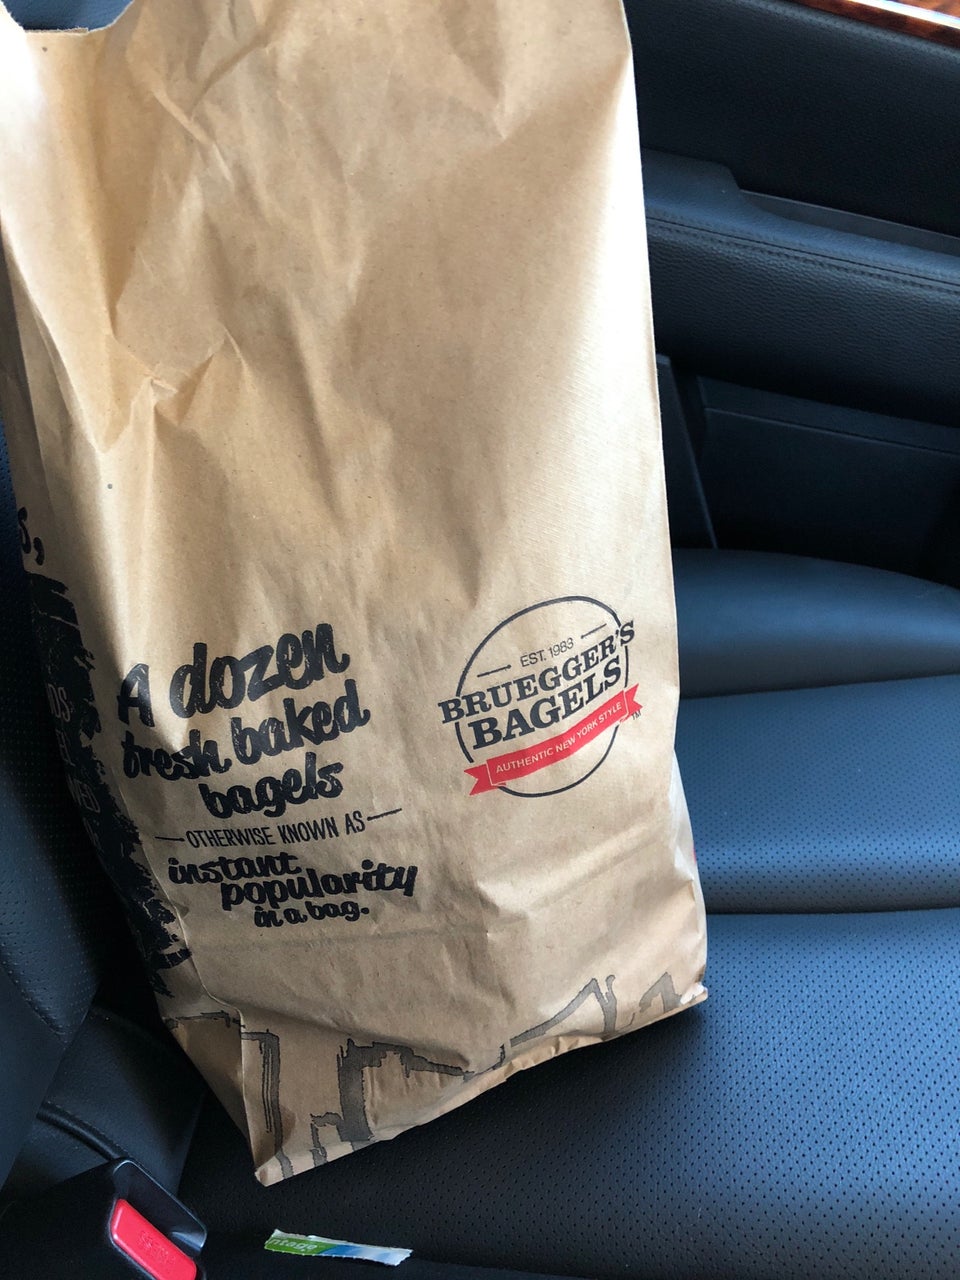 A dozen
fresh baked
bagels
OTHERWISE KNOWN AS
instant
popularity
in a bag.
EST. 1983
BRUEGGER'S
BAGELS
AUTHENTIC NEW YORK STYLE
TM